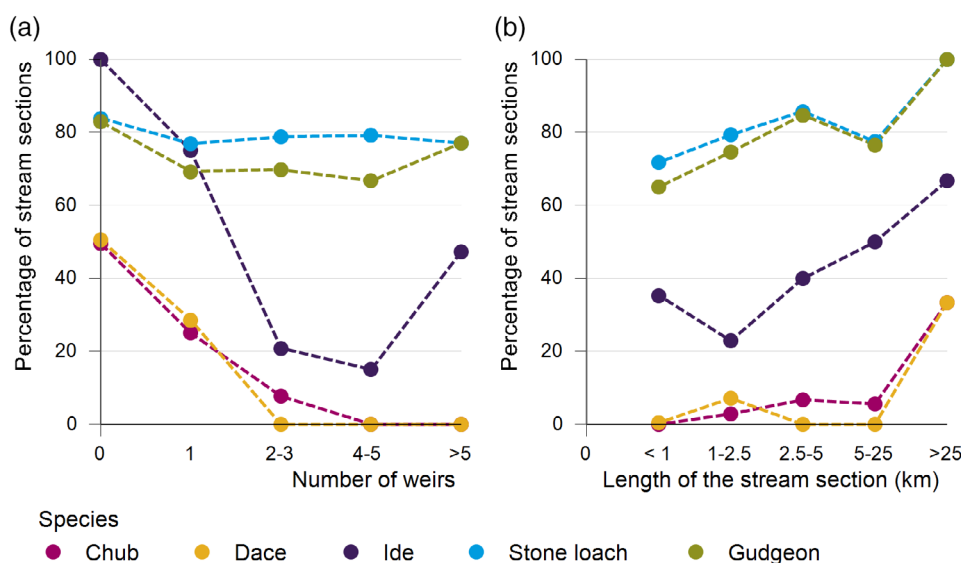 (a)
Percentage of stream sections
100
80
60
40
20
0
0 1 2-3 4-5 >5
Number of weirs
(b)
Percentage of stream sections
100
80
60
40
20
0
0 < 1 1-2.5 2.5-5 5-25 >25
Length of the stream section (km)
Species
Chub Dace Ide Stone loach Gudgeon